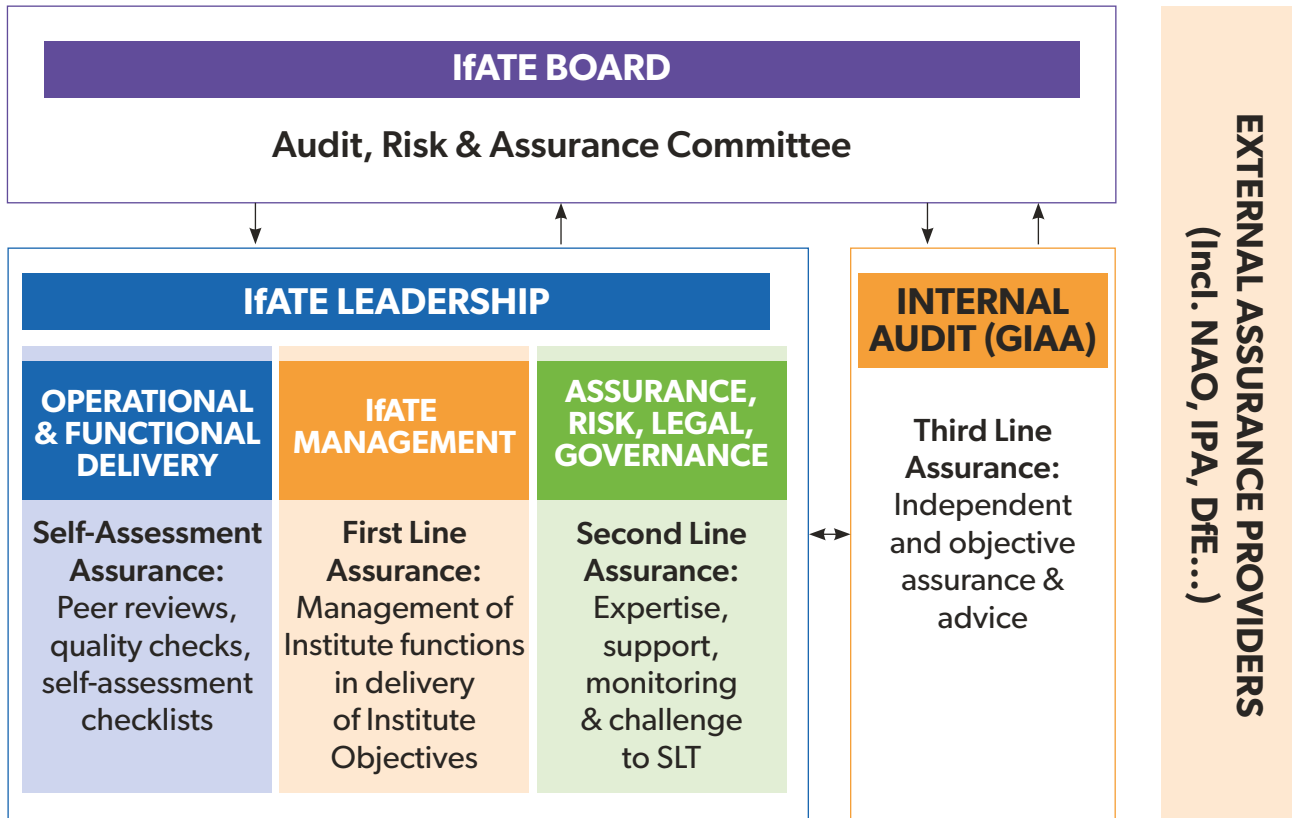 IfATE BOARD
Audit, Risk & Assurance Committee
IfATE LEADERSHIP
OPERATIONAL
& FUNCTIONAL
DELIVERY
Self-Assessment
Assurance:
Peer reviews,
quality checks,
self-assessment
checklists
IfATE
MANAGEMENT
First Line
Assurance:
Management of
Institute functions
in delivery
of Institute
Objectives
ASSURANCE,
RISK, LEGAL,
GOVERNANCE
Second Line
Assurance:
Expertise,
support,
monitoring
& challenge
to SLT
INTERNAL
AUDIT (GIAA)
Third Line
Assurance:
Independent
and objective
assurance &
advice
EXTERNAL ASSURANCE PROVIDERS
(Incl. NAO, IPA, DfE...)